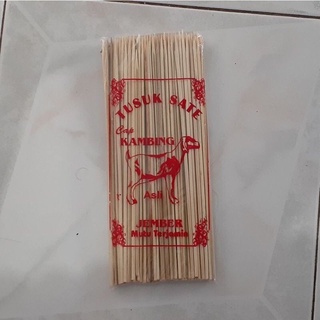 TUSUK SATE
Cap
KAMBING
Asli
JEMBER
Mutu Terjamin